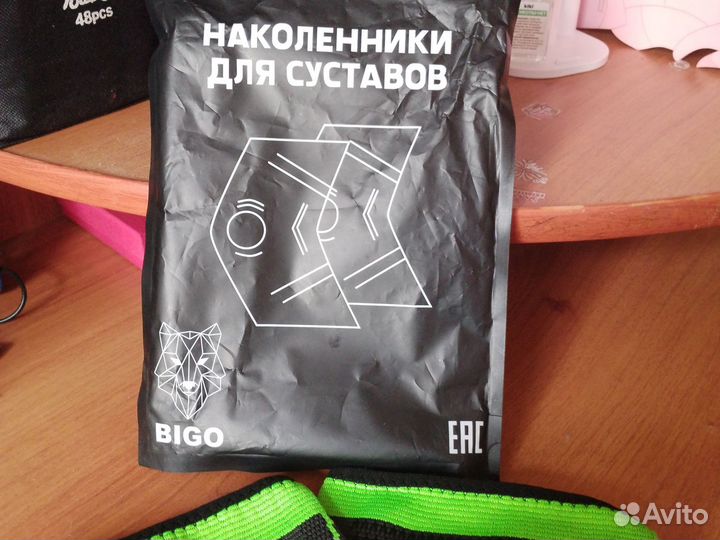 48pcs
НАКОЛЕННИКИ
ДЛЯ СУСТАВОВ
BIGO
EAC
Avito